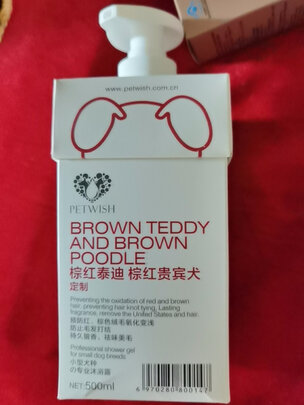 www.petwish.com.cn
PETWISH
BROWN TEDDY
AND BROWN
POODLE
棕红泰迪 棕红贵宾犬
定制
Preventing the oxidation of red and brown
hair, preventing hair knot tying. Lasting
fragrance, remove the United States and hair.
预防红、棕色绒毛氧化变浅
防止毛发打结
持久留香,祛味美毛
Professional shower gel
for small dog breeds
小型犬种
の专业沐浴露
NET:500ml
6970280800147